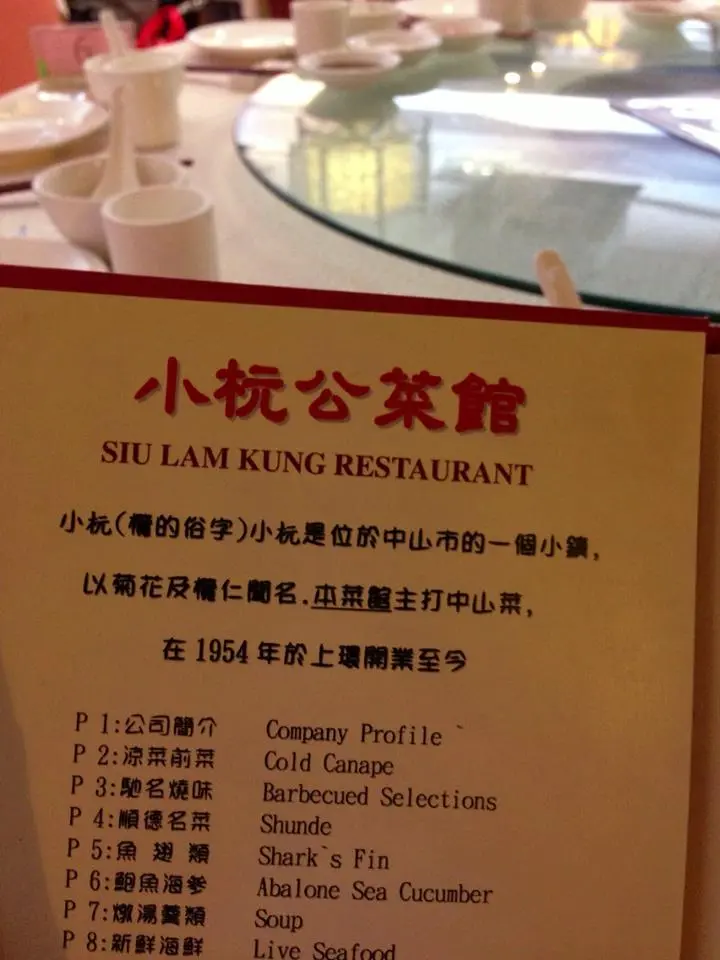 小杬公菜館
SIU LAM KUNG RESTAURANT
小杬(欖的俗字)小杬是位於中山市的一個小鎮,
以菊花及欖仁聞名.本菜館主打中山菜,
在 1954 年於上環開業至今
P 1:公司簡介 Company Profile `
P 2:涼菜前菜 Cold Canape
P 3:馳名燒味 Barbecued Selections
P 4:順德名菜 Shunde
P 5:魚 翅 類 Shark`s Fin
P 6:鮑魚海參 Abalone Sea Cucumber
P 7:燉湯羹類 Soup
P 8:新鮮海鮮 Live Seafood